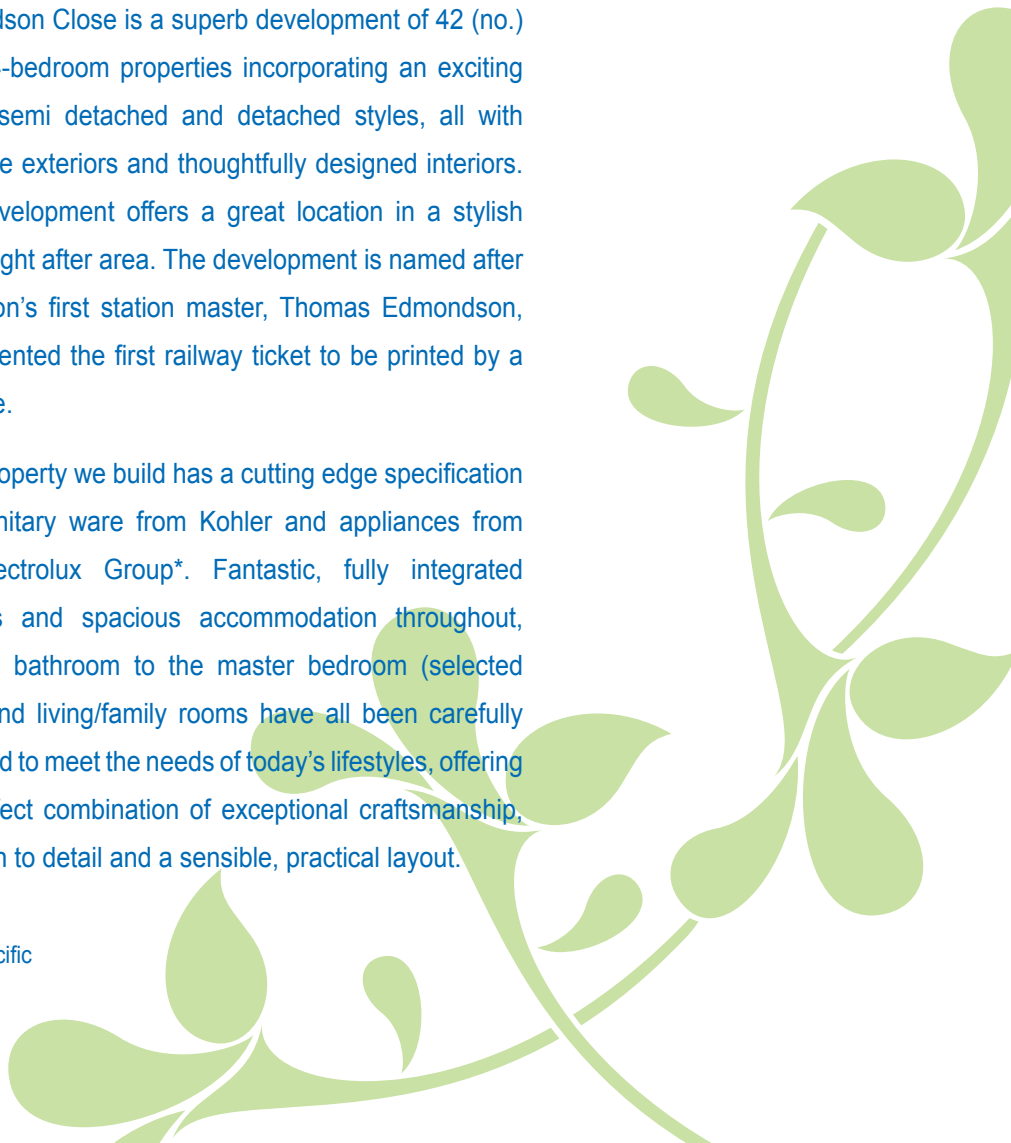 dson Close is a superb development of 42 (no.)
-bedroom properties incorporating an exciting
semi detached and detached styles, all with
e exteriors and thoughtfully designed interiors.
velopment offers a great location in a stylish
ght after area. The development is named after
on's first station master, Thomas Edmondson,
ented the first railway ticket to be printed by a
e.
operty we build has a cutting edge specification
nitary ware from Kohler and appliances from
ectrolux Group*. Fantastic, fully integrated
s and spacious accommodation throughout,
bathroom to the master bedroom (selected
nd living/family rooms have all been carefully
d to meet the needs of today's lifestyles, offering
fect combination of exceptional craftsmanship,
n to detail and a sensible, practical layout.
cific